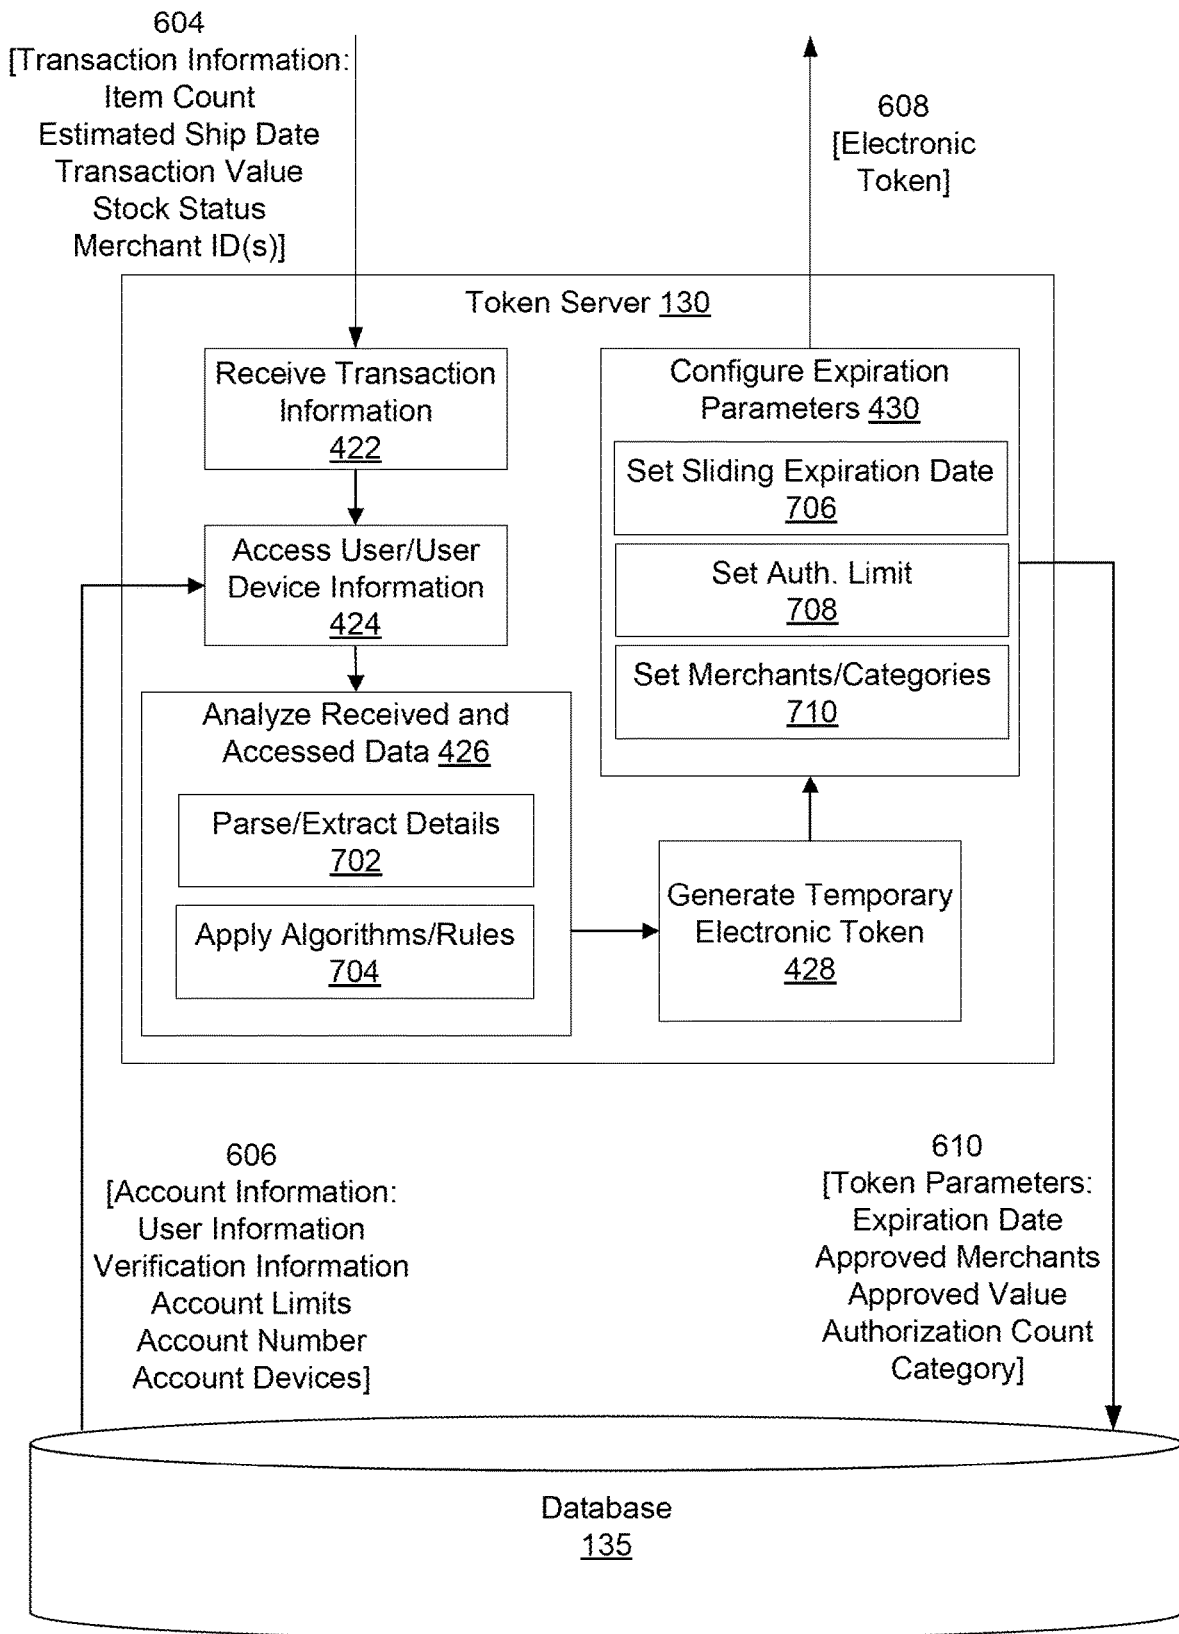 604
[Transaction Information:
Item Count
Estimated Ship Date
Transaction Value
Stock Status
Merchant ID(s)]
608
[Electronic
Token]
Token Server 130
Receive Transaction
Information
422
Access User/User
Device Information
424
Analyze Received and
Accessed Data 426
Parse/Extract Details
702
Apply Algorithms/Rules
704
Configure Expiration
Parameters 430
Set Sliding Expiration Date
706
Set Auth. Limit
708
Set Merchants/Categories
710
Generate Temporary
Electronic Token
428
606
[Account Information:
User Information
Verification Information
Account Limits
Account Number
Account Devices]
610
[Token Parameters:
Expiration Date
Approved Merchants
Approved Value
Authorization Count
Category]
Database
135